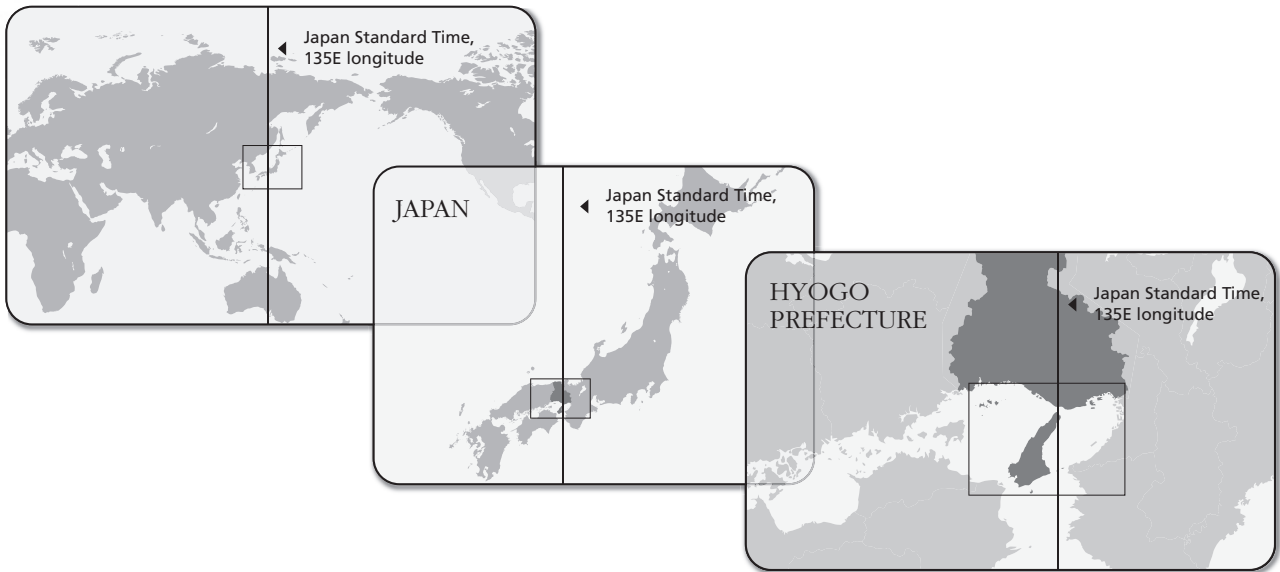 Japan Standard Time,
135E longitude
JAPAN
Japan Standard Time,
135E longitude
HYOGO
PREFECTURE
Japan Standard Time,
135E longitude